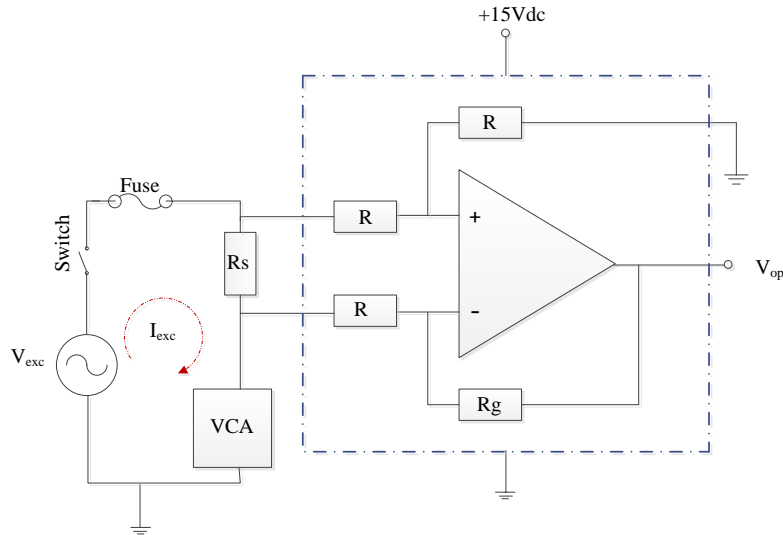 +15Vdc
R
Fuse
Switch
R
+
Rs
R
-
V_op
I_exc
V_exc
VCA
Rg